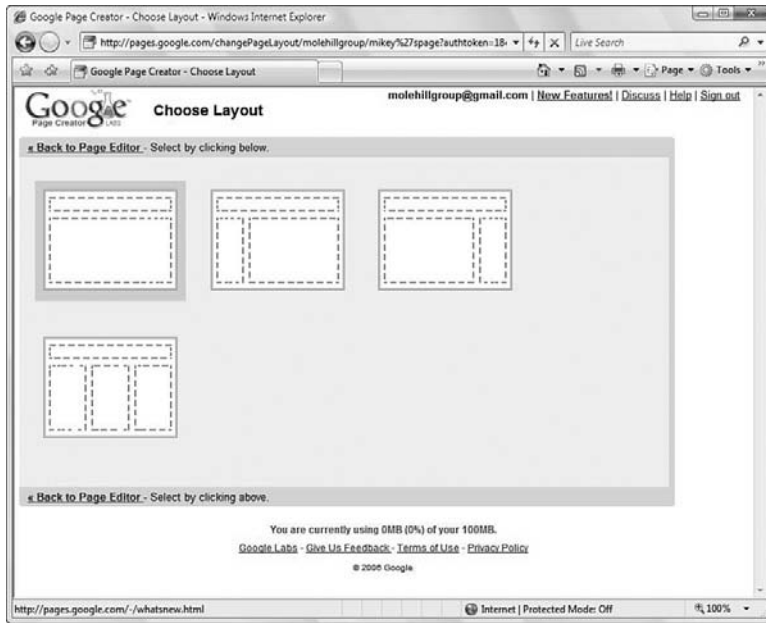 Google Page Creator - Choose Layout - Windows Internet Explorer
http://pages.google.com/changePageLayout/molehillgroup/mikey%27spage?authtoken=18
Live Search
Google Page Creator - Choose Layout
Page
Tools
Google
Page Creator LABS
Choose Layout
molehillgroup@gmail.com | New Features! | Discuss | Help | Sign out
« Back to Page Editor - Select by clicking below.
« Back to Page Editor - Select by clicking above.
You are currently using 0MB (0%) of your 100MB.
Google Labs - Give Us Feedback - Terms of Use - Privacy Policy
© 2006 Google
http://pages.google.com/-/whatsnew.html
Internet | Protected Mode: Off
100%